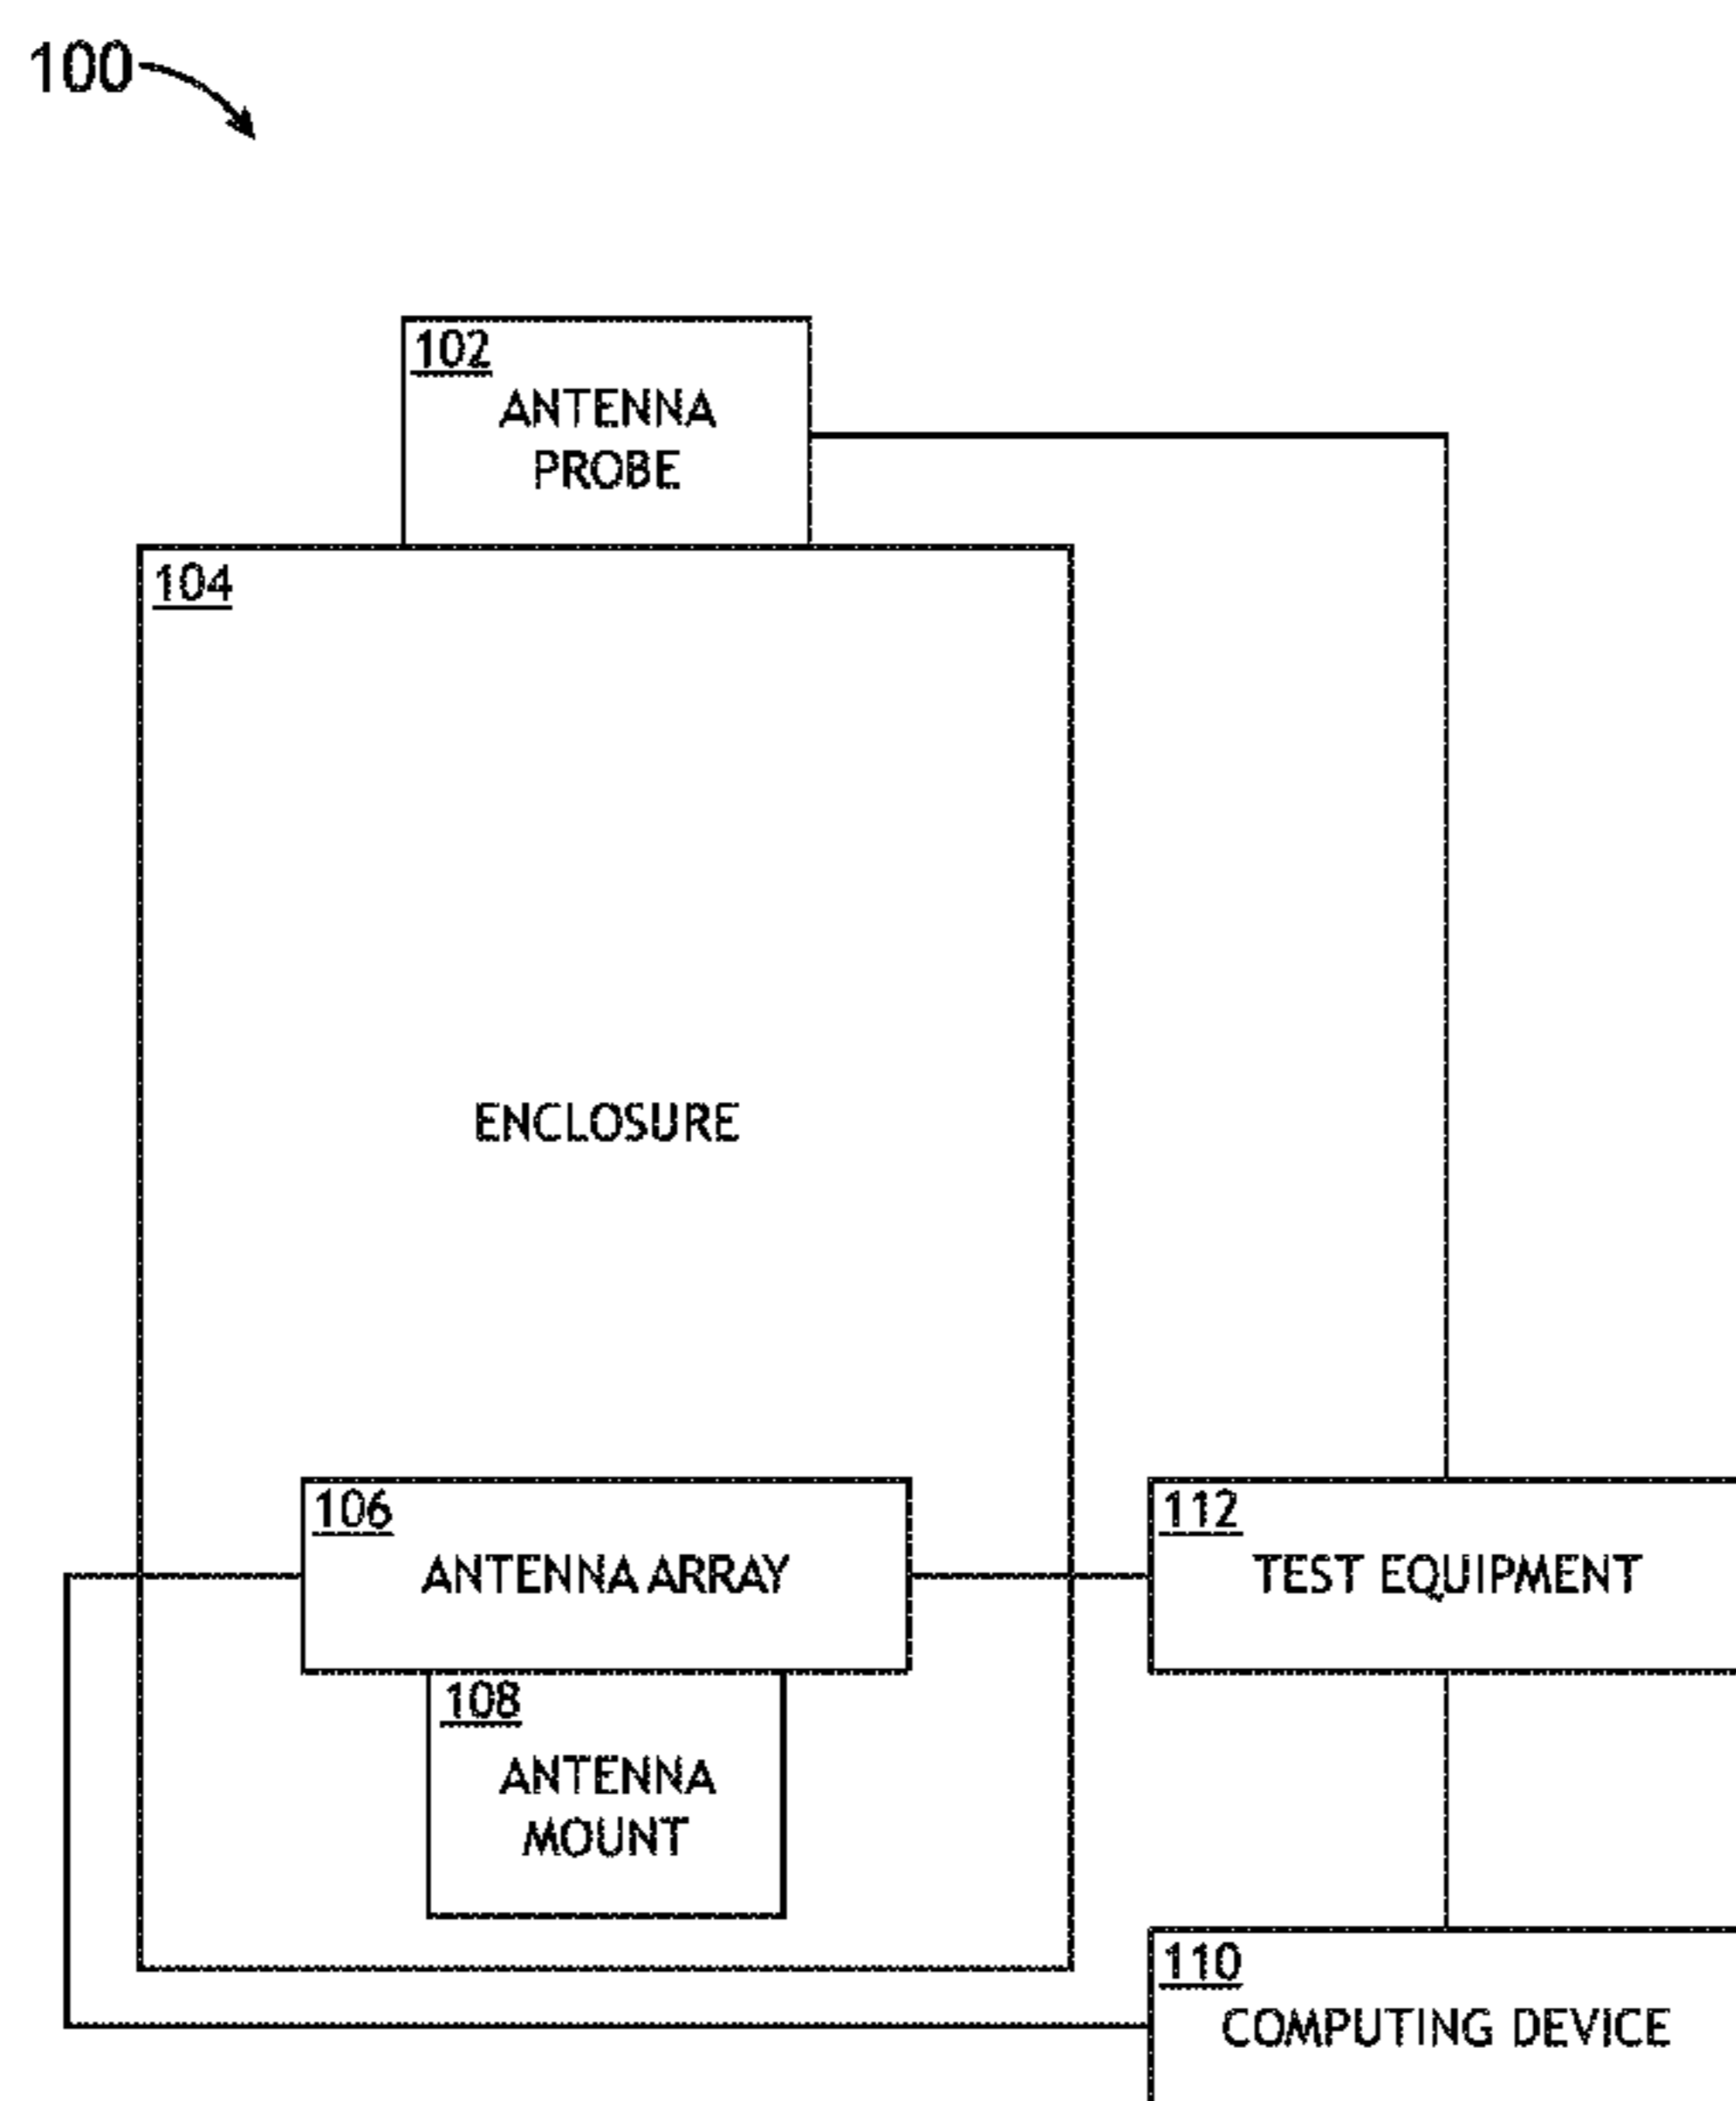 100
102
ANTENNA
PROBE
104
ENCLOSURE
106
ANTENNA ARRAY
112
TEST EQUIPMENT
108
ANTENNA
MOUNT
110
COMPUTING DEVICE